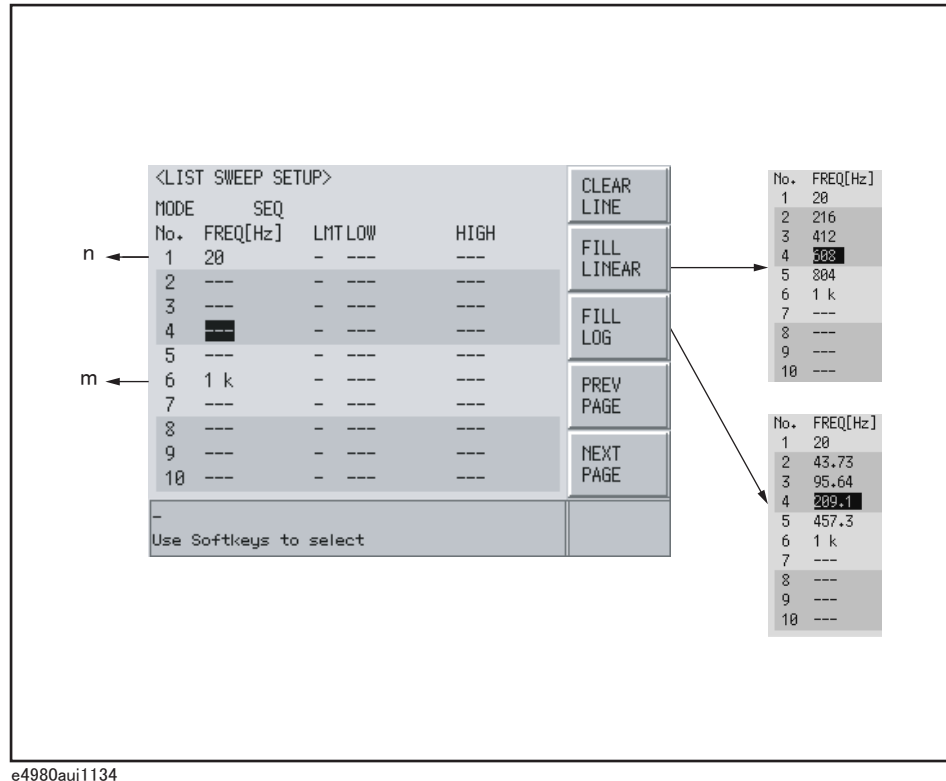 <LIST SWEEP SETUP>
MODE SEQ
No. FREQ[Hz] LMT LOW HIGH
n 1 20 - --- ---
2 --- - --- ---
3 --- - --- ---
4 --- - --- ---
5 --- - --- ---
m 6 1 k - --- ---
7 --- - --- ---
8 --- - --- ---
9 --- - --- ---
10 --- - --- ---
-
Use Softkeys to select
CLEAR
LINE
FILL
LINEAR
FILL
LOG
PREV
PAGE
NEXT
PAGE
No. FREQ[Hz]
1 20
2 216
3 412
4 608
5 804
6 1 k
7 ---
8 ---
9 ---
10 ---
No. FREQ[Hz]
1 20
2 43.73
3 95.64
4 209.1
5 457.3
6 1 k
7 ---
8 ---
9 ---
10 ---
e4980aui1134